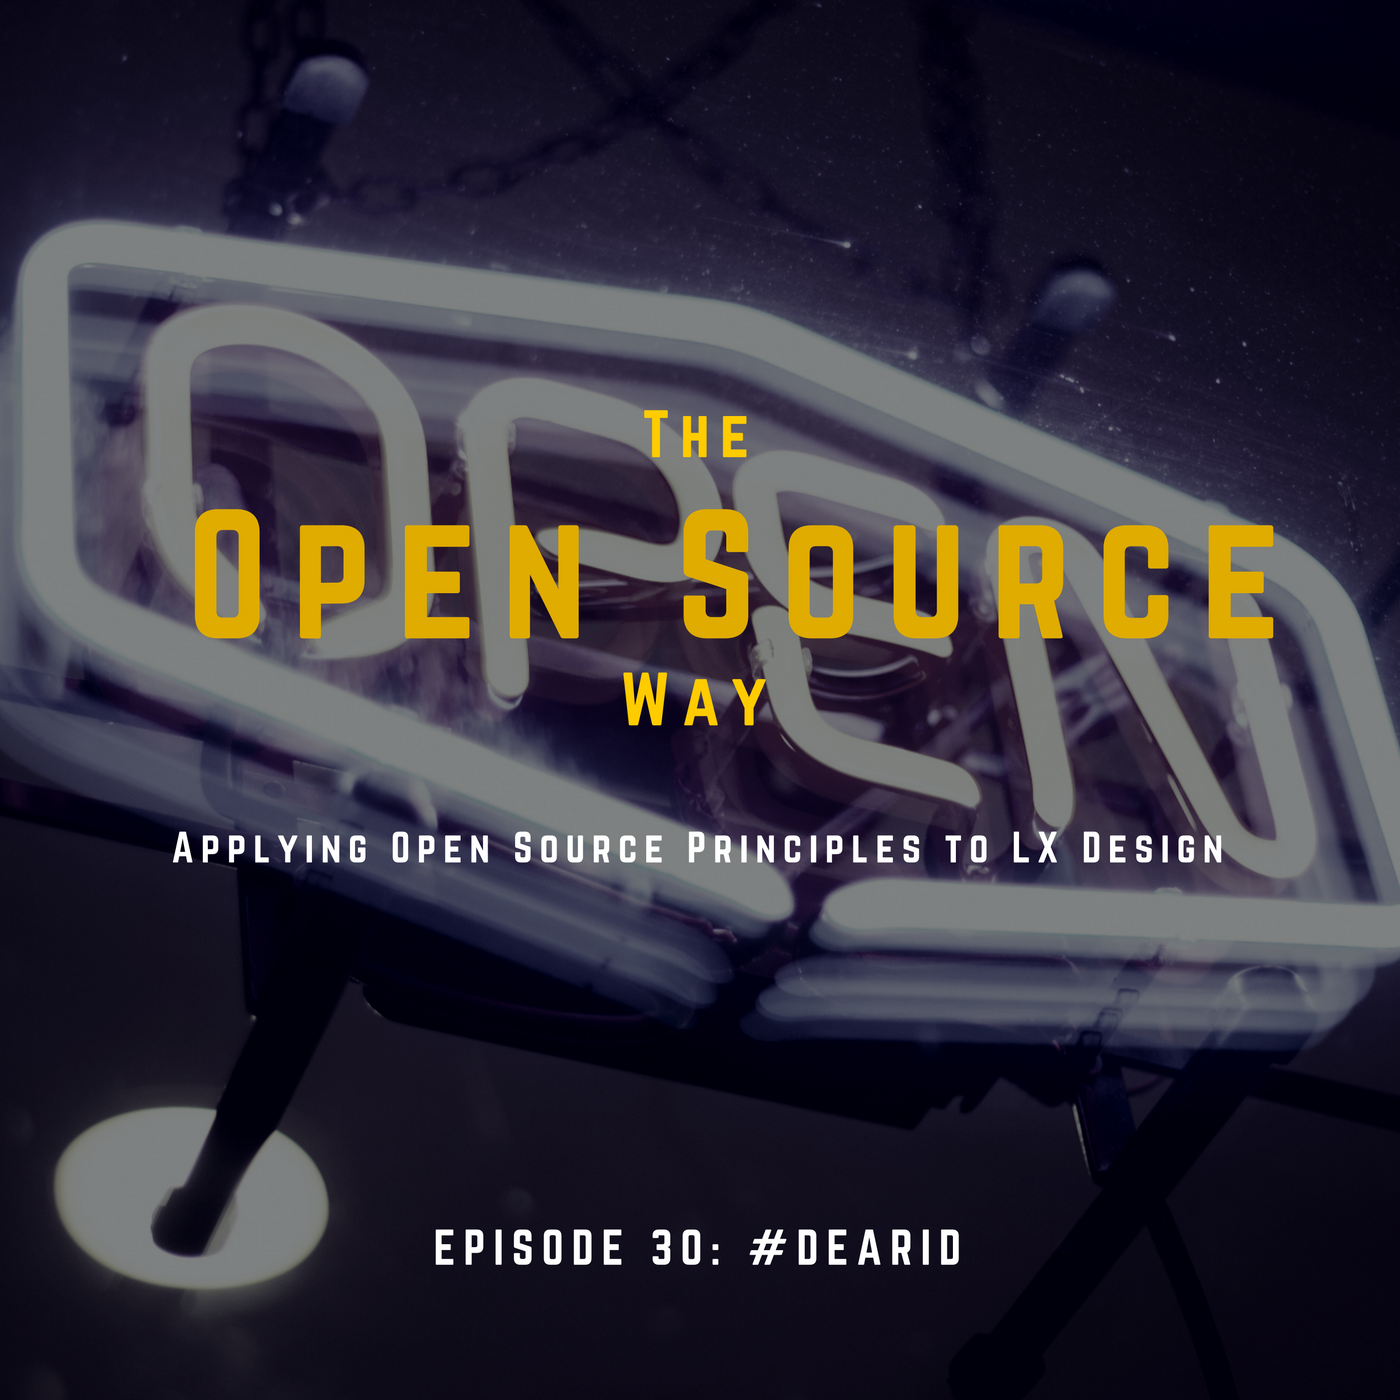 OPEN
The
Open Source
Way
Applying Open Source Principles to LX Design
EPISODE 30: #DEARID